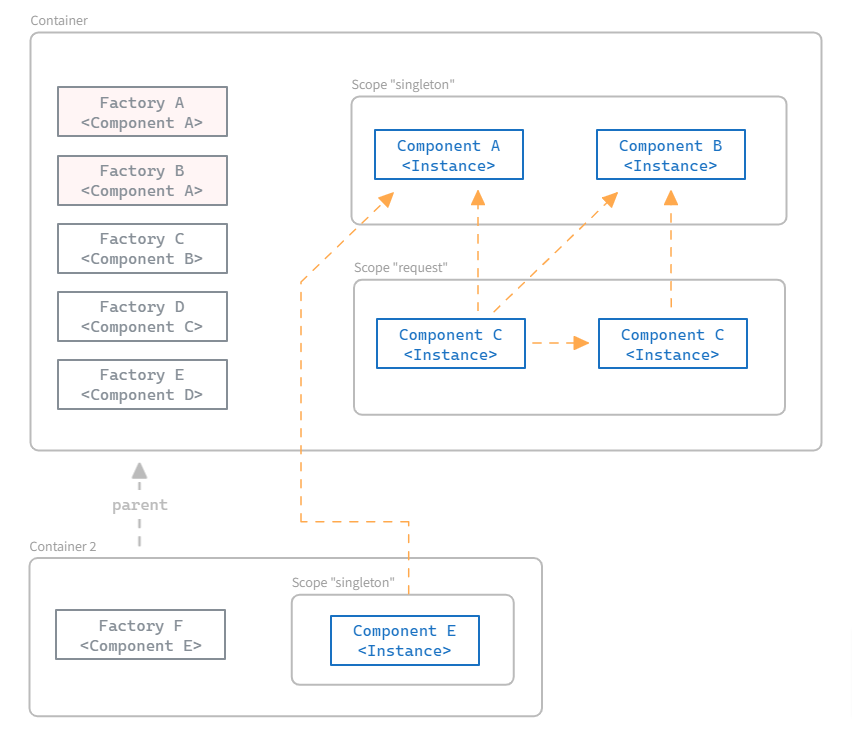 Container
Factory A
<Component A>
Factory B
<Component A>
Factory C
<Component B>
Factory D
<Component C>
Factory E
<Component D>
Scope "singleton"
Component A
<Instance>
Component B
<Instance>
Scope "request"
Component C
<Instance>
Component C
<Instance>
parent
Container 2
Factory F
<Component E>
Scope "singleton"
Component E
<Instance>